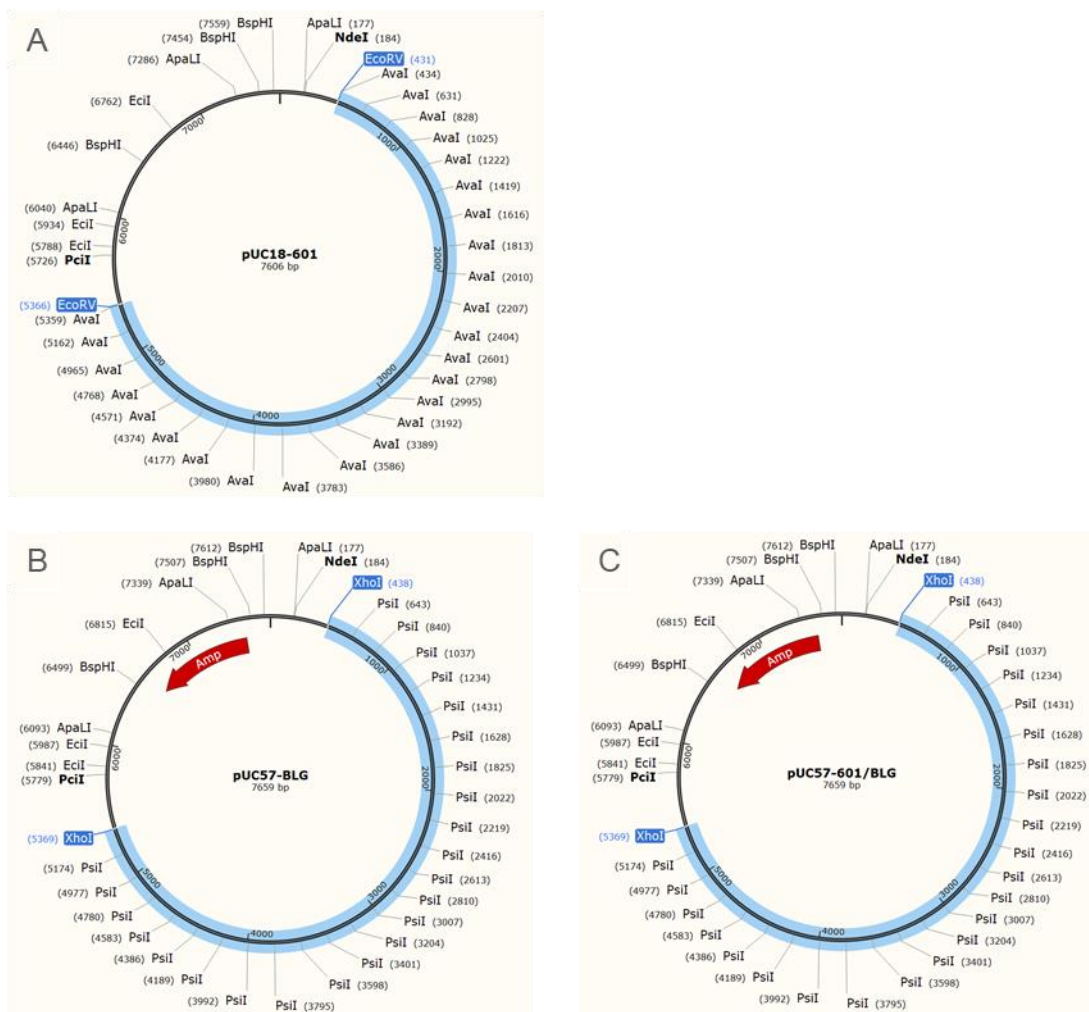 A
(7559) BspHI
(7454) BspHI
(7286) ApaLI
(6762) EciI
(6446) BspHI
(6040) ApaLI
(5934) EciI
(5788) EciI
(5726) PciI
(5366) EcoRV
(5359) AvaI
(5162) AvaI
(4965) AvaI
(4768) AvaI
(4571) AvaI
(4374) AvaI
(4177) AvaI
(3980) AvaI
ApaLI (177)
NdeI (184)
EcoRV (431)
AvaI (434)
AvaI (631)
AvaI (828)
AvaI (1025)
AvaI (1222)
AvaI (1419)
AvaI (1616)
AvaI (1813)
AvaI (2010)
AvaI (2207)
AvaI (2404)
AvaI (2601)
AvaI (2798)
AvaI (2995)
AvaI (3192)
AvaI (3389)
AvaI (3586)
AvaI (3783)
1000
2000
3000
4000
5000
6000
7000
pUC18-601
7606 bp
B
(7612) BspHI
(7507) BspHI
(7339) ApaLI
(6815) EciI
(6499) BspHI
(6093) ApaLI
(5987) EciI
(5841) EciI
(5779) PciI
(5369) XhoI
(5174) PsiI
(4977) PsiI
(4780) PsiI
(4583) PsiI
(4386) PsiI
(4189) PsiI
(3992) PsiI
ApaLI (177)
NdeI (184)
XhoI (438)
PsiI (643)
PsiI (840)
PsiI (1037)
PsiI (1234)
PsiI (1431)
PsiI (1628)
PsiI (1825)
PsiI (2022)
PsiI (2219)
PsiI (2416)
PsiI (2613)
PsiI (2810)
PsiI (3007)
PsiI (3204)
PsiI (3401)
PsiI (3598)
PsiI (3795)
1000
2000
3000
4000
5000
6000
7000
Amp
pUC57-BLG
7659 bp
C
(7612) BspHI
(7507) BspHI
(7339) ApaLI
(6815) EciI
(6499) BspHI
(6093) ApaLI
(5987) EciI
(5841) EciI
(5779) PciI
(5369) XhoI
(5174) PsiI
(4977) PsiI
(4780) PsiI
(4583) PsiI
(4386) PsiI
(4189) PsiI
(3992) PsiI
ApaLI (177)
NdeI (184)
XhoI (438)
PsiI (643)
PsiI (840)
PsiI (1037)
PsiI (1234)
PsiI (1431)
PsiI (1628)
PsiI (1825)
PsiI (2022)
PsiI (2219)
PsiI (2416)
PsiI (2613)
PsiI (2810)
PsiI (3007)
PsiI (3204)
PsiI (3401)
PsiI (3598)
PsiI (3795)
1000
2000
3000
4000
5000
6000
7000
Amp
pUC57-601/BLG
7659 bp